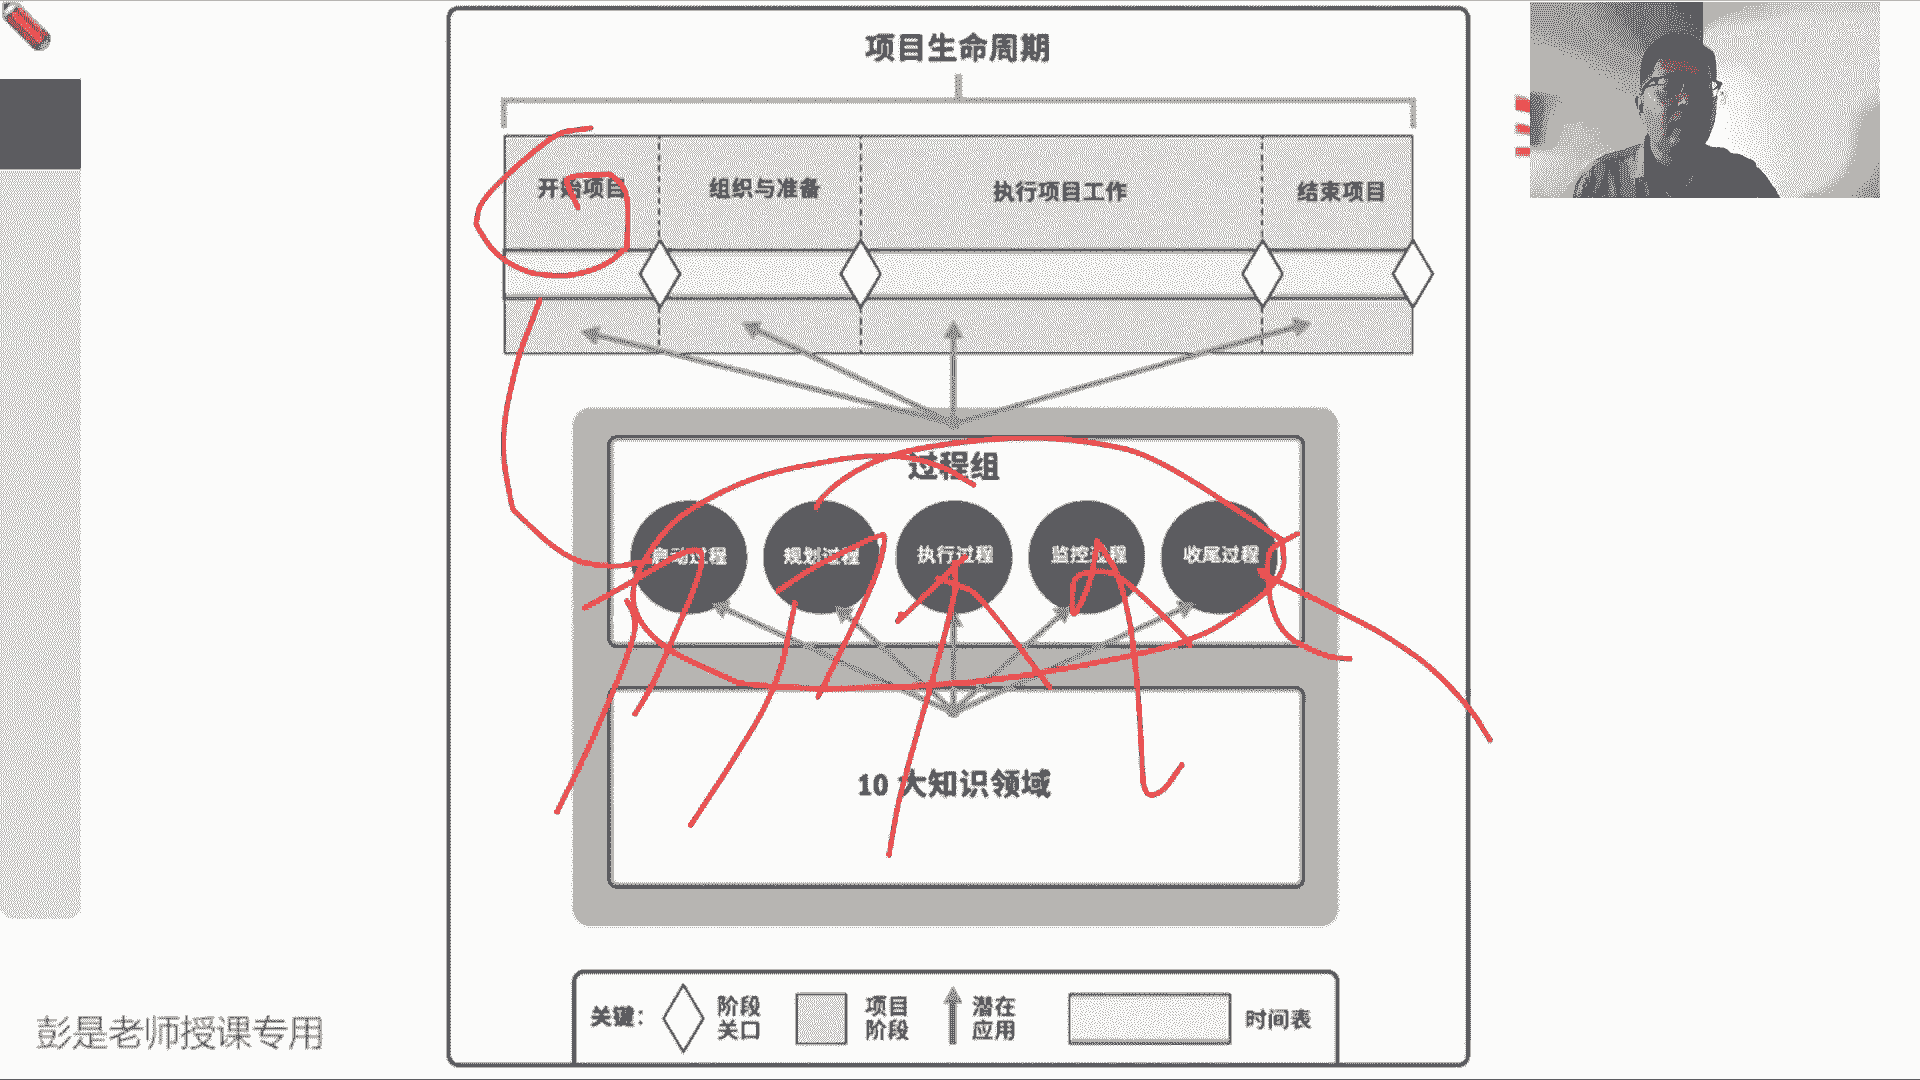 项目生命周期
开始项目
组织与准备
执行项目工作
结束项目
过程组
启动过程
规划过程
执行过程
监控过程
收尾过程
10 大知识领域
关键：
阶段
关口
项目
阶段
潜在
应用
时间表
彭是老师授课专用